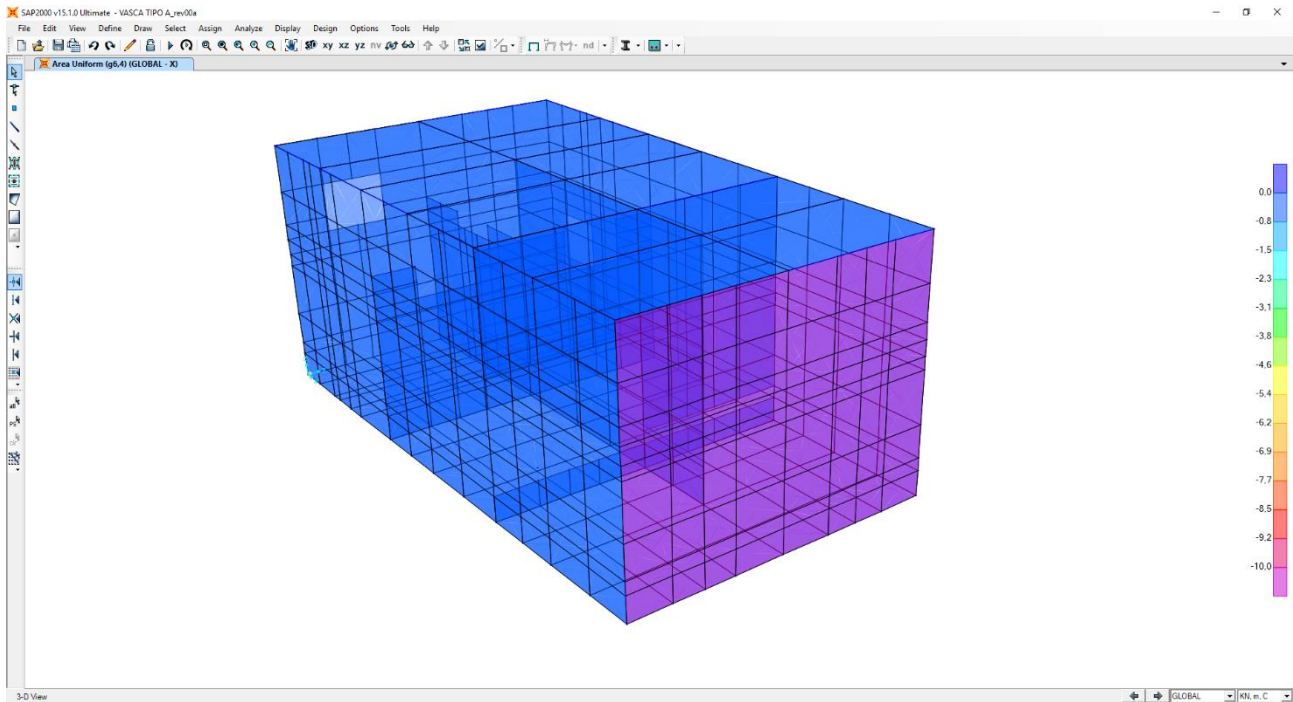 SAP2000 v15.1.0 Ultimate - VASCA TIPO A_rev00a
File Edit View Define Draw Select Assign Analyze Display Design Options Tools Help
3D xy xz yz nv nd
Area Uniform (g6,4) (GLOBAL - X)
0.0
-0.8
-1.5
-2.3
-3.1
-3.8
-4.6
-5.4
-6.2
-6.9
-7.7
-8.5
-9.2
-10.0
all
3-D View
GLOBAL
KN, m, C